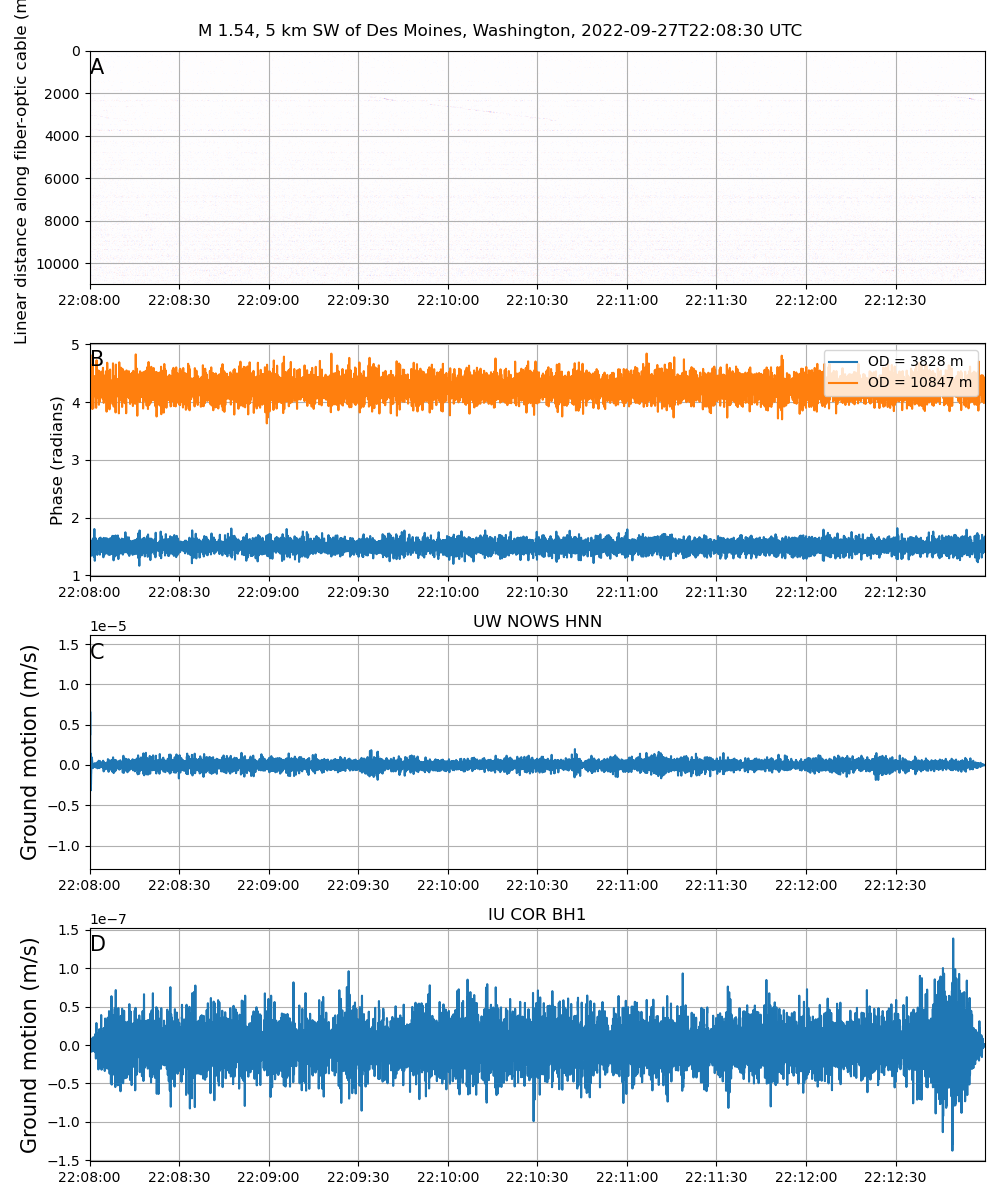 M 1.54, 5 km SW of Des Moines, Washington, 2022-09-27T22:08:30 UTC
Linear distance along fiber-optic cable (m
A
0
2000
4000
6000
8000
10000
22:08:00 22:08:30 22:09:00 22:09:30 22:10:00 22:10:30 22:11:00 22:11:30 22:12:00 22:12:30
Phase (radians)
B
5
4
3
2
1
OD = 3828 m
OD = 10847 m
22:08:00 22:08:30 22:09:00 22:09:30 22:10:00 22:10:30 22:11:00 22:11:30 22:12:00 22:12:30
UW NOWS HNN
1e−5
Ground motion (m/s)
C
1.5
1.0
0.5
0.0
−0.5
−1.0
22:08:00 22:08:30 22:09:00 22:09:30 22:10:00 22:10:30 22:11:00 22:11:30 22:12:00 22:12:30
IU COR BH1
1e−7
Ground motion (m/s)
D
1.5
1.0
0.5
0.0
−0.5
−1.0
−1.5
22:08:00 22:08:30 22:09:00 22:09:30 22:10:00 22:10:30 22:11:00 22:11:30 22:12:00 22:12:30